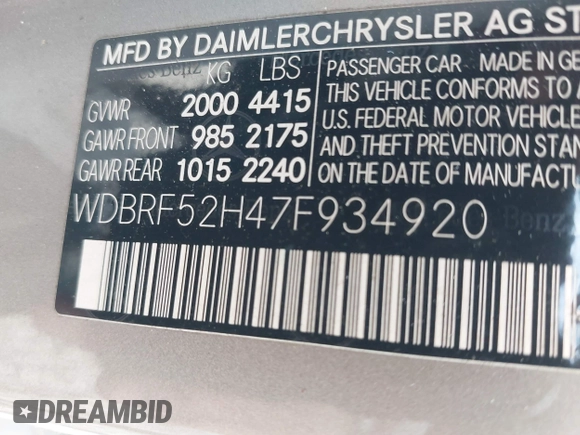 MFD BY DAIMLERCHRYSLER AG ST
KG LBS
GVWR 2000 4415
GAWR FRONT 985 2175
GAWR REAR 1015 2240
PASSENGER CAR MADE IN GE
THIS VEHICLE CONFORMS TO A
U.S. FEDERAL MOTOR VEHICLE
AND THEFT PREVENTION STAN
ON THE DATE OF MANUFACTU
WDBRF52H47F934920
DREAMBID